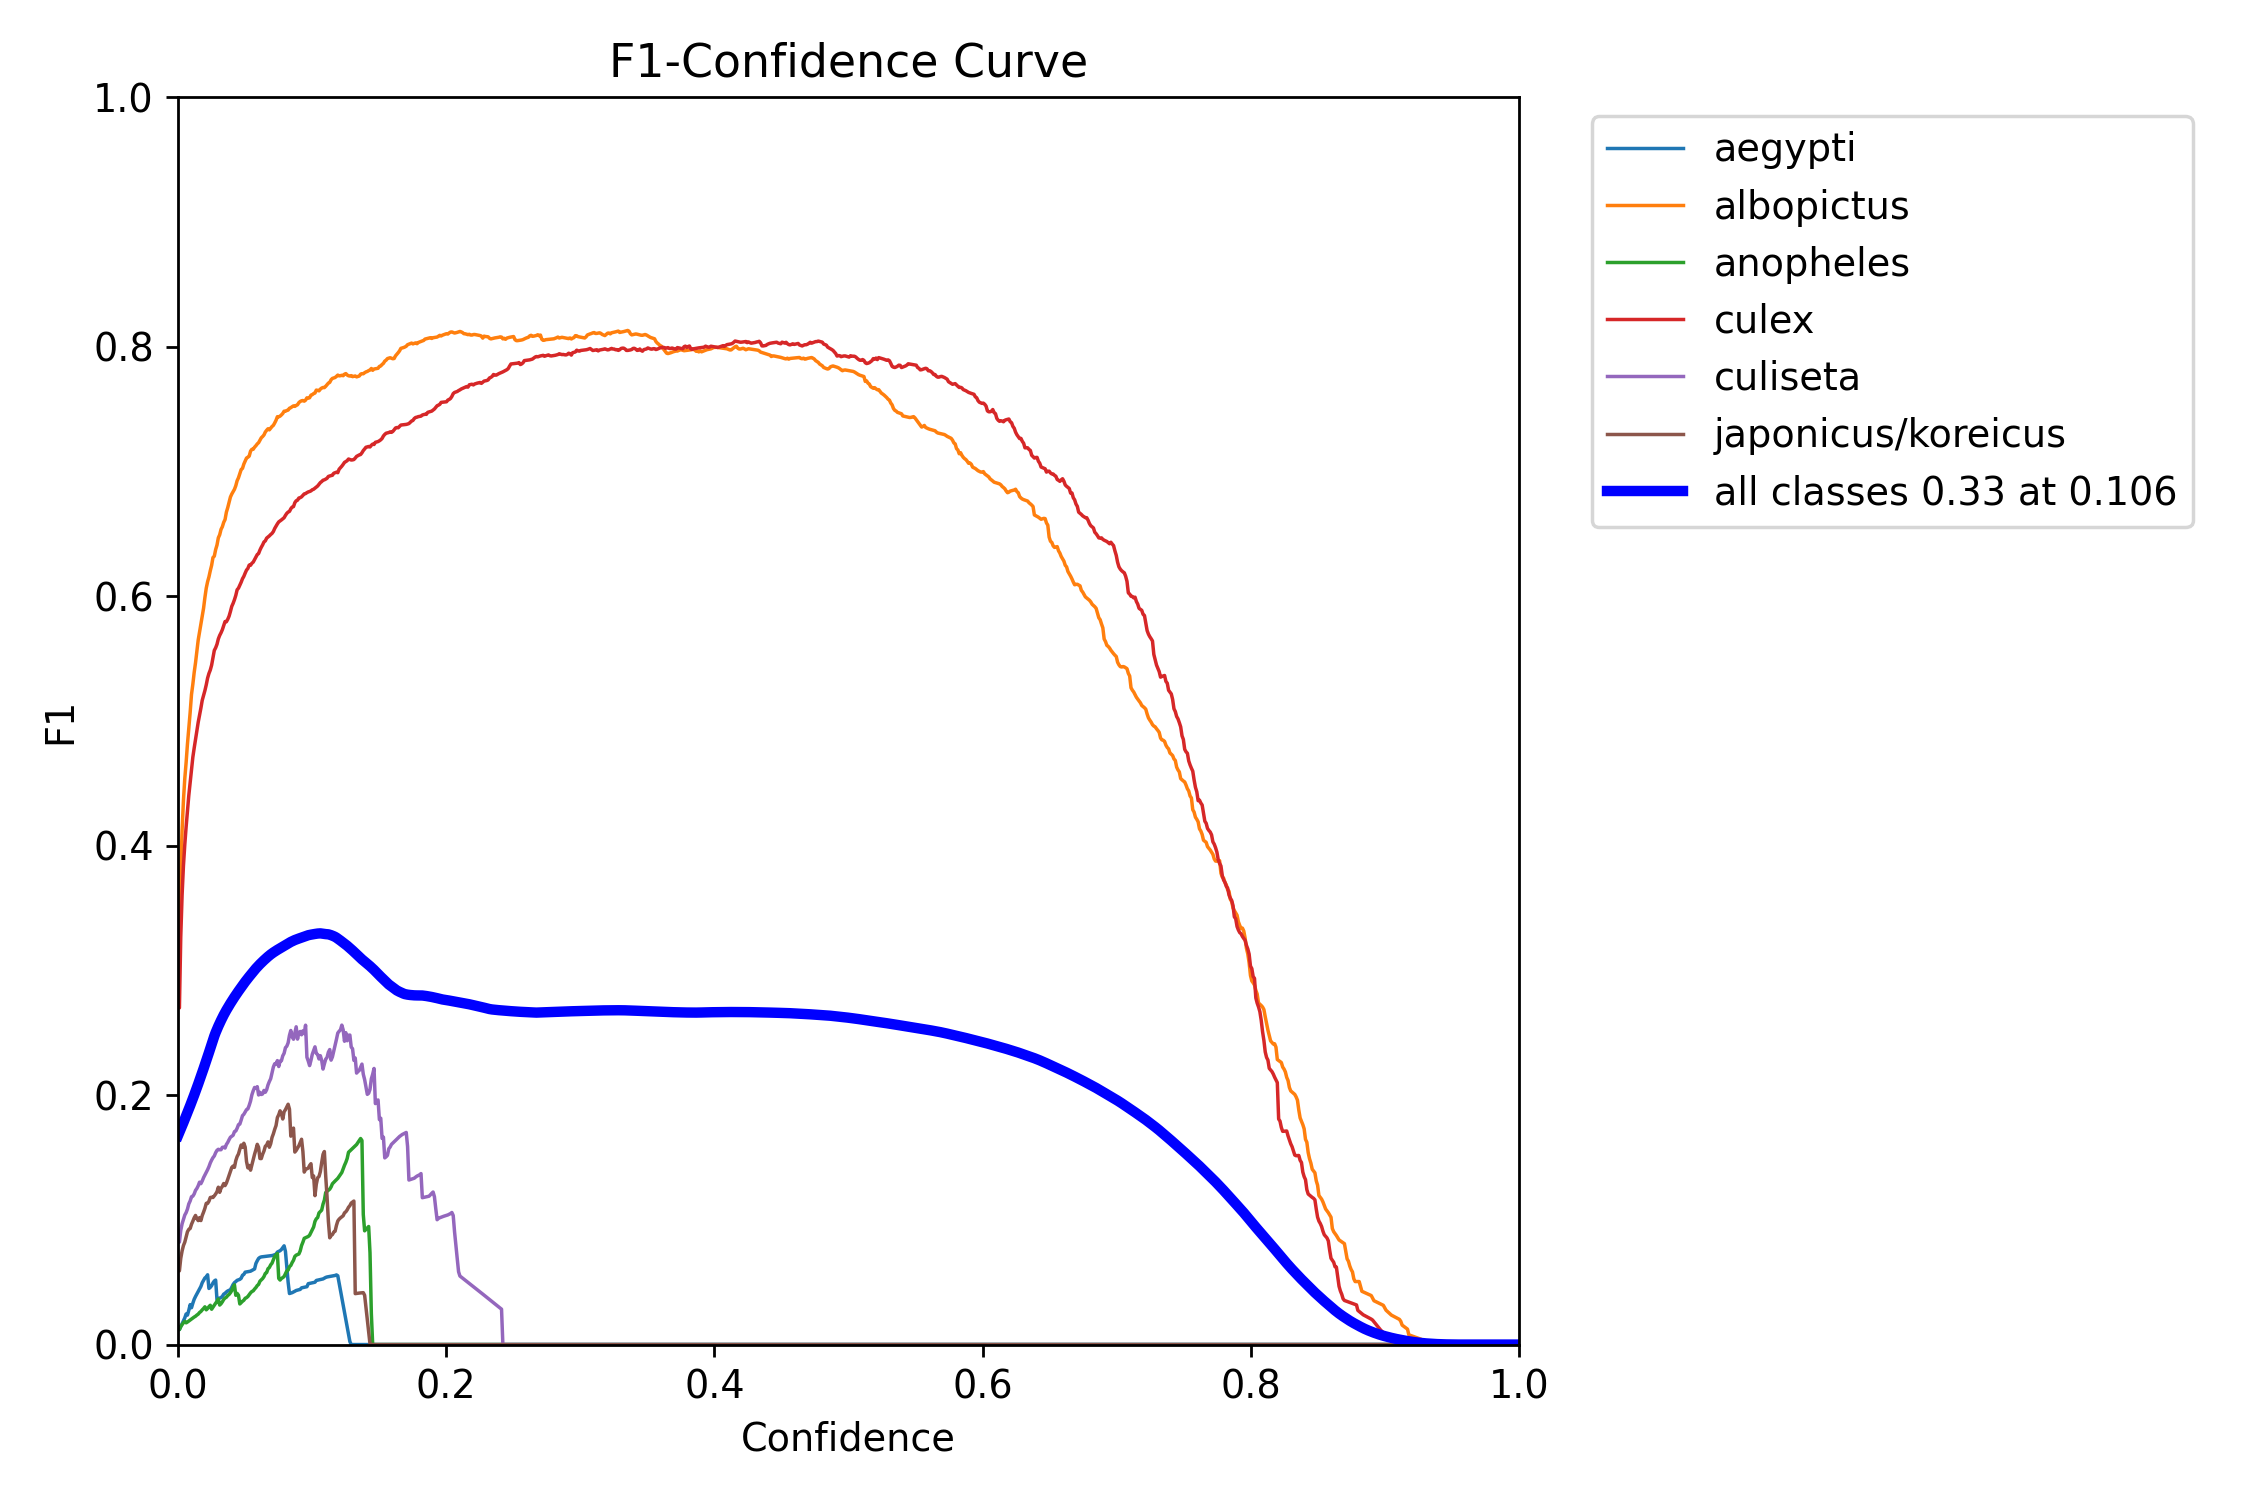 F1-Confidence Curve
1.0
0.8
0.6
0.4
0.2
0.0
F1
0.0 0.2 0.4 0.6 0.8 1.0
Confidence
aegypti
albopictus
anopheles
culex
culiseta
japonicus/koreicus
all classes 0.33 at 0.106